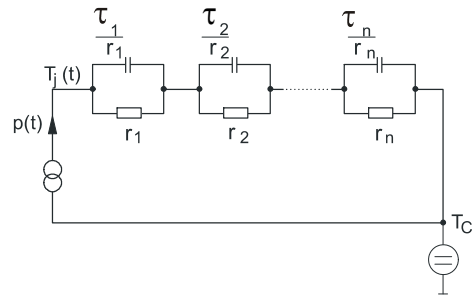 τ1/r1 τ2/r2 τn/rn
Tj(t)
p(t)
r1 r2 rn
TC